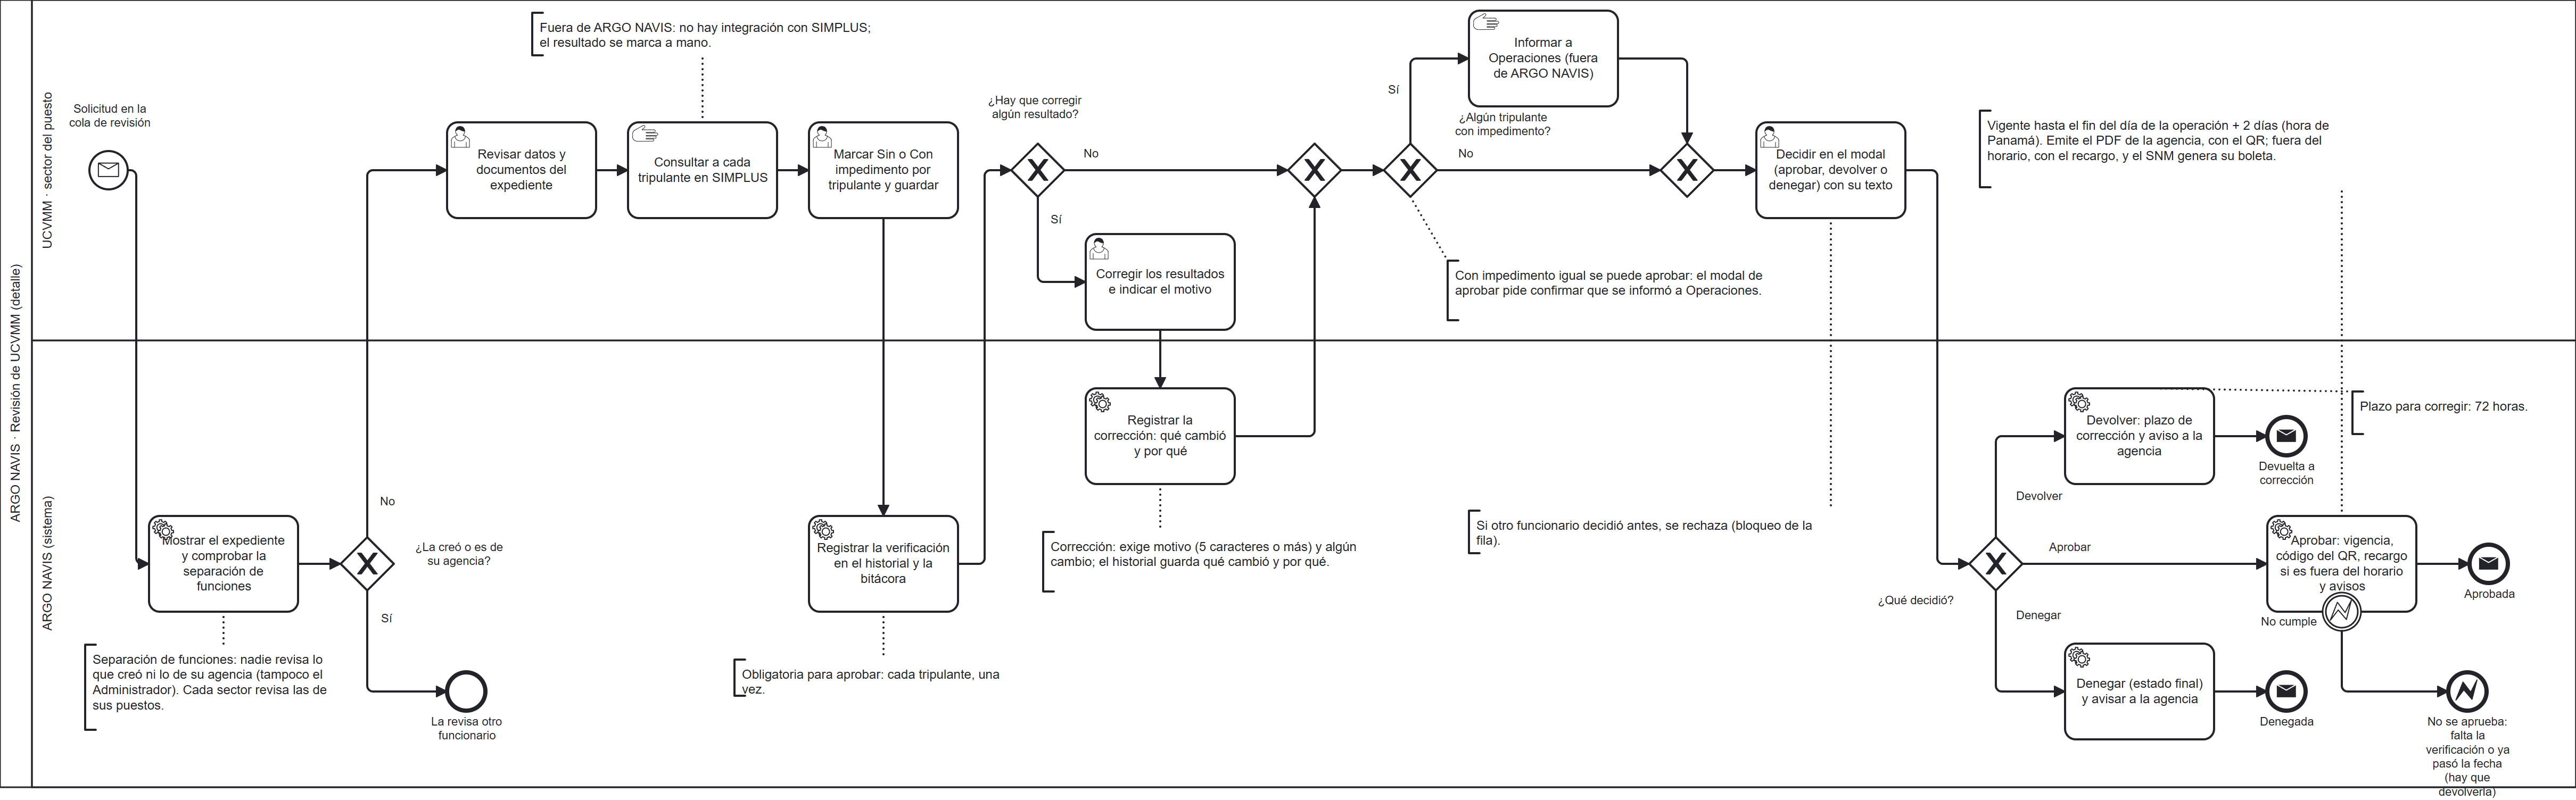 ARGO NAVIS · Revisión de UCVMM (detalle)
UCVMM · sector del puesto
ARGO NAVIS (sistema)
Solicitud en la
cola de revisión
Fuera de ARGO NAVIS: no hay integración con SIMPLUS;
el resultado se marca a mano.
Revisar datos y
documentos del
expediente
Consultar a cada
tripulante en SIMPLUS
Marcar Sin o Con
impedimento por
tripulante y guardar
¿Hay que corregir
algún resultado?
No
Sí
Corregir los resultados
e indicar el motivo
Sí
Informar a
Operaciones (fuera
de ARGO NAVIS)
¿Algún tripulante
con impedimento?
No
Con impedimento igual se puede aprobar: el modal de
aprobar pide confirmar que se informó a Operaciones.
Decidir en el modal
(aprobar, devolver o
denegar) con su texto
Vigente hasta el fin del día de la operación + 2 días (hora de
Panamá). Emite el PDF de la agencia, con el QR; fuera del
horario, con el recargo, y el SNM genera su boleta.
Mostrar el expediente
y comprobar la
separación de
funciones
No
¿La creó o es de
su agencia?
Sí
La revisa otro
funcionario
Separación de funciones: nadie revisa lo
que creó ni lo de su agencia (tampoco el
Administrador). Cada sector revisa las de
sus puestos.
Registrar la verificación
en el historial y la
bitácora
Obligatoria para aprobar: cada tripulante, una
vez.
Registrar la
corrección: qué cambió
y por qué
Corrección: exige motivo (5 caracteres o más) y algún
cambio; el historial guarda qué cambió y por qué.
Si otro funcionario decidió antes, se rechaza (bloqueo de la
fila).
¿Qué decidió?
Devolver
Aprobar
Denegar
Devolver: plazo de
corrección y aviso a la
agencia
Devuelta a
corrección
Plazo para corregir: 72 horas.
Aprobar: vigencia,
código del QR, recargo
si es fuera del horario
y avisos
Aprobada
No cumple
Denegar (estado final)
y avisar a la agencia
Denegada
No se aprueba:
falta la
verificación o ya
pasó la fecha
(hay que
devolverla)